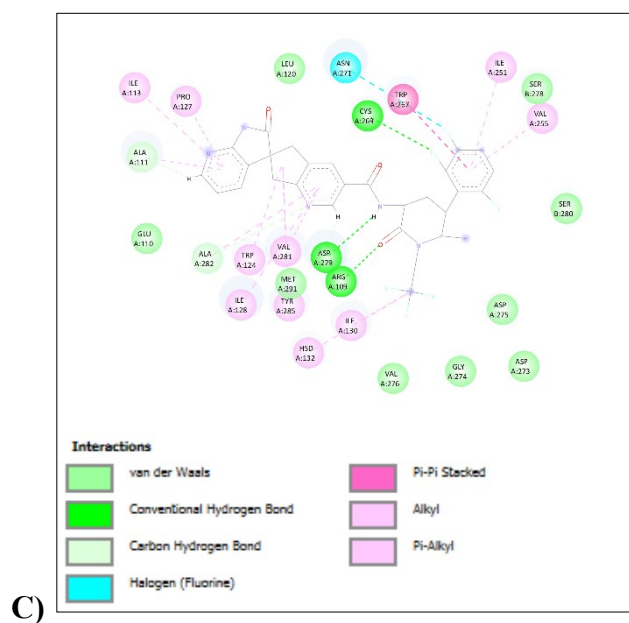 LEU
A:120
ASN
A:271
ILE
A:251
ILE
A:113
PRO
A:127
TRP
A:267
SER
B:278
CYS
A:264
VAL
A:255
ALA
A:111
H
SER
B:280
GLU
A:110
N
H
H
ASP
A:279
VAL
A:281
ALA
A:282
TRP
A:124
ARG
A:109
MET
A:291
TYR
A:285
ILE
A:128
ILE
A:130
ASP
A:275
HSD
A:132
VAL
A:276
GLY
A:274
ASP
A:273
Interactions
van der Waals
Conventional Hydrogen Bond
Carbon Hydrogen Bond
Halogen (Fluorine)
Pi-Pi Stacked
Alkyl
Pi-Alkyl
C)